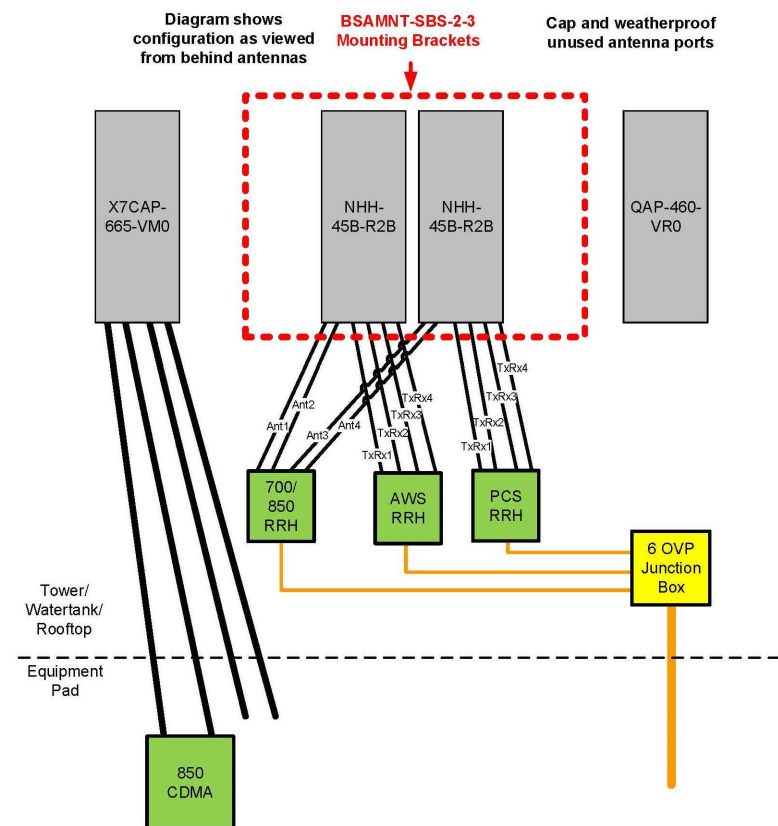 Diagram shows
configuration as viewed
from behind antennas
BSAMNT-SBS-2-3
Mounting Brackets
Cap and weatherproof
unused antenna ports
X7CAP-
665-VM0
NHH-
45B-R2B
NHH-
45B-R2B
QAP-460-
VR0
Ant1
Ant2
Ant3
Ant4
TxRx1
TxRx2
TxRx3
TxRx4
TxRx1
TxRx2
TxRx3
TxRx4
700/
850
RRH
AWS
RRH
PCS
RRH
6 OVP
Junction
Box
Tower/
Watertank/
Rooftop
Equipment
Pad
850
CDMA